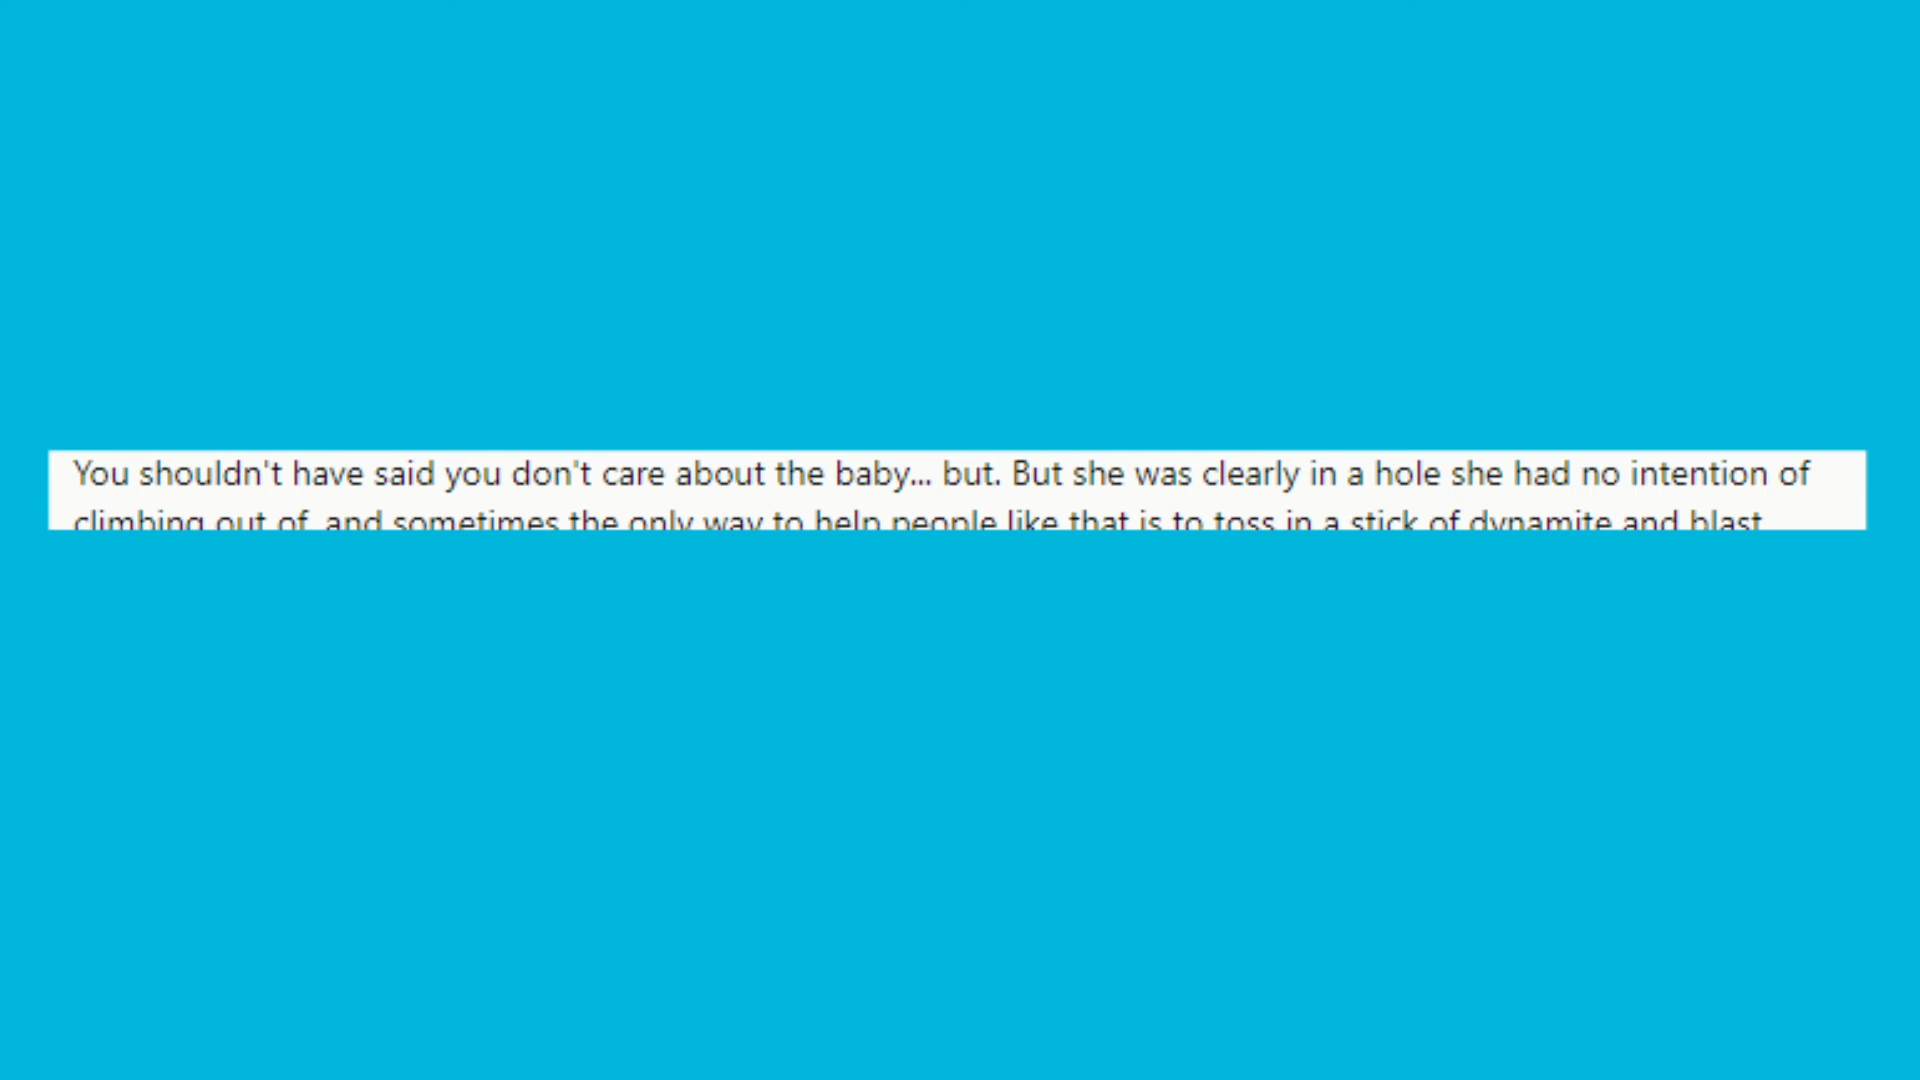 You shouldn't have said you don't care about the baby... but. But she was clearly in a hole she had no intention of
climbing out of, and sometimes the only way to help people like that is to toss in a stick of dynamite and blast